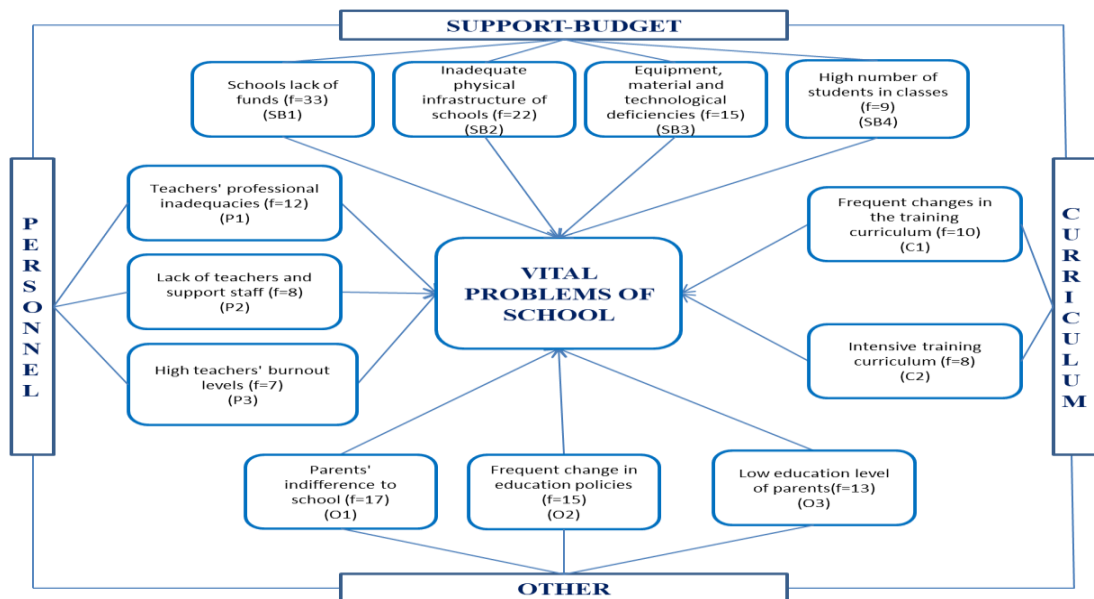 SUPPORT-BUDGET
Schools lack of
funds (f=33)
(SB1)
Inadequate
physical
infrastructure of
schools (f=22)
(SB2)
Equipment,
material and
technological
deficiencies (f=15)
(SB3)
High number of
students in classes
(f=9)
(SB4)
PERSONNEL
Teachers' professional
inadequacies (f=12)
(P1)
Lack of teachers and
support staff (f=8)
(P2)
High teachers' burnout
levels (f=7)
(P3)
VITAL
PROBLEMS OF
SCHOOL
Frequent changes in
the training
curriculum (f=10)
(C1)
Intensive training
curriculum (f=8)
(C2)
CURRICULUM
Parents'
indifference to
school (f=17)
(O1)
Frequent change in
education policies
(f=15)
(O2)
Low education level
of parents(f=13)
(O3)
OTHER